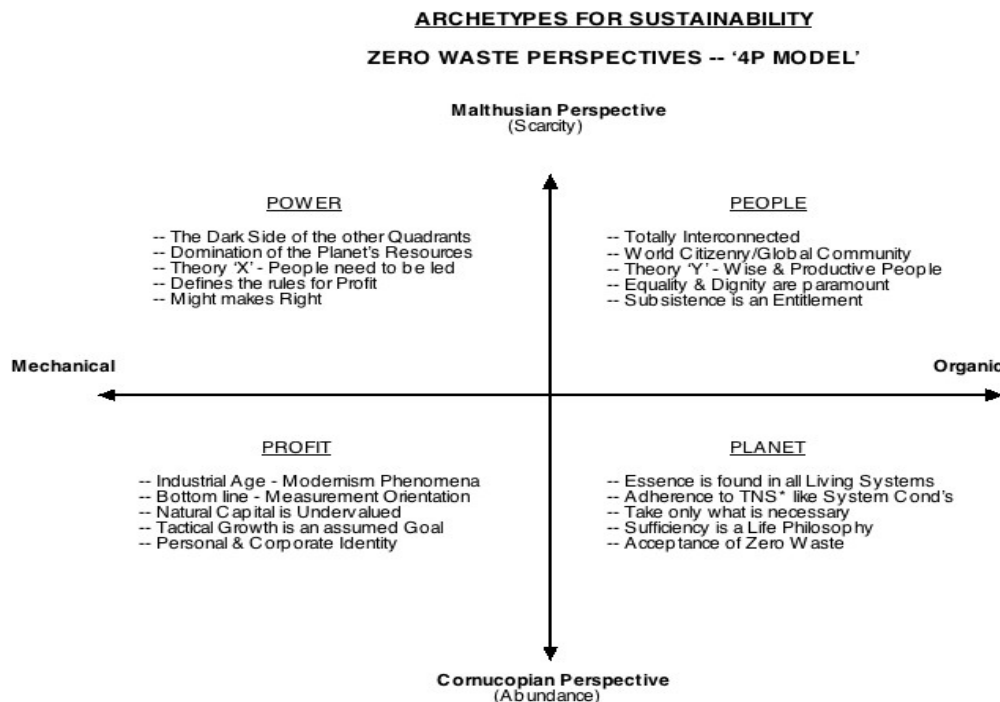 ARCHETYPES FOR SUSTAINABILITY
ZERO WASTE PERSPECTIVES -- ‘4P MODEL’
Malthusian Perspective
(Scarcity)
POWER
-- The Dark Side of the other Quadrants
-- Domination of the Planet's Resources
-- Theory ‘X’ - People need to be led
-- Defines the rules for Profit
-- Might makes Right
PEOPLE
-- Totally Interconnected
-- World Citizenry/Global Community
-- Theory ‘Y’ - Wise & Productive People
-- Equality & Dignity are paramount
-- Subsistence is an Entitlement
Mechanical
Organic
PROFIT
-- Industrial Age - Modernism Phenomena
-- Bottom line - Measurement Orientation
-- Natural Capital is Undervalued
-- Tactical Growth is an assumed Goal
-- Personal & Corporate Identity
PLANET
-- Essence is found in all Living Systems
-- Adherence to TNS* like System Cond's
-- Take only what is necessary
-- Sufficiency is a Life Philosophy
-- Acceptance of Zero Waste
Cornucopian Perspective
(Abundance)